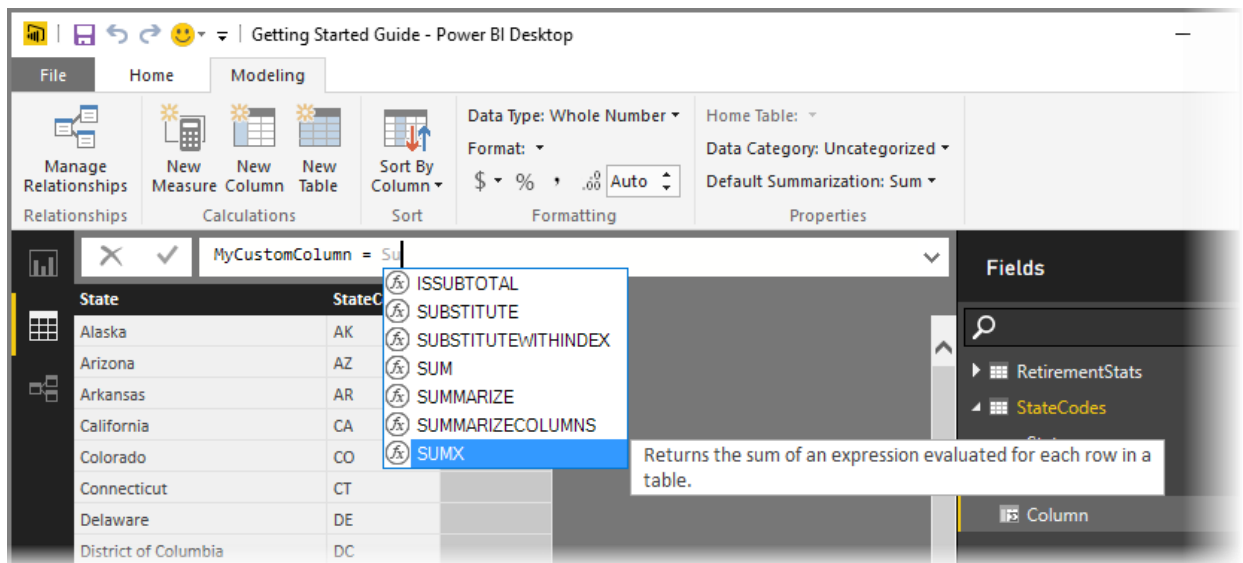 Getting Started Guide - Power BI Desktop
File Home Modeling
Manage Relationships
New Measure
New Column
New Table
Sort By Column
Data Type: Whole Number
Format:
$ % , .00 Auto
Home Table:
Data Category: Uncategorized
Default Summarization: Sum
Relationships Calculations Sort Formatting Properties
MyCustomColumn = Su
Fields
ISSUBTOTAL
SUBSTITUTE
SUBSTITUTEWITHINDEX
SUM
SUMMARIZE
SUMMARIZECOLUMNS
SUMX
Returns the sum of an expression evaluated for each row in a
table.
State
Alaska AK
Arizona AZ
Arkansas AR
California CA
Colorado CO
Connecticut CT
Delaware DE
District of Columbia DC
RetirementStats
StateCodes
Column